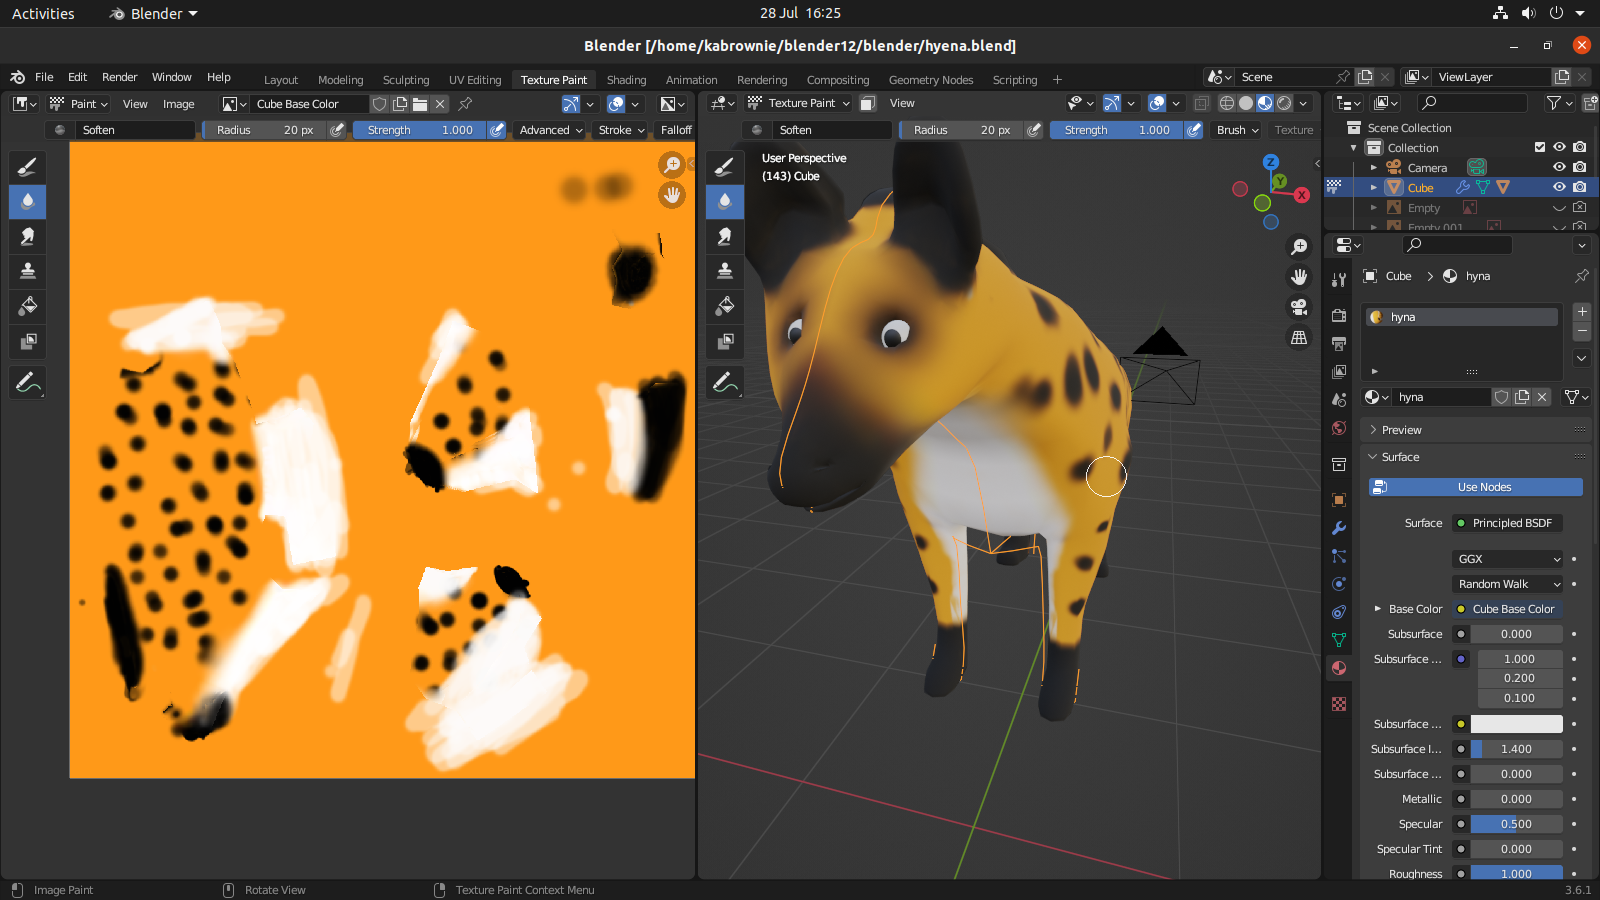 Activities Blender 28 Jul 16:25
Blender [/home/kabrownie/blender12/blender/hyena.blend]
File Edit Render Window Help Layout Modeling Sculpting UV Editing Texture Paint Shading Animation Rendering Compositing Geometry Nodes Scripting + Scene ViewLayer
Paint View Image Cube Base Color
Soften Radius 20 px Strength 1.000 Advanced Stroke Falloff
Texture Paint View
Soften Radius 20 px Strength 1.000 Brush Texture
User Perspective
(143) Cube
Z
Y
X
Scene Collection
Collection
Camera
Cube
Empty
Empty 001
Cube > hyna
hyna
hyna
Preview
Surface
Use Nodes
Surface Principled BSDF
GGX
Random Walk
Base Color Cube Base Color
Subsurface 0.000
Subsurface ... 1.000
0.200
0.100
Subsurface ...
Subsurface I... 1.400
Subsurface ... 0.000
Metallic 0.000
Specular 0.500
Specular Tint 0.000
Roughness 1.000
Image Paint Rotate View Texture Paint Context Menu 3.6.1